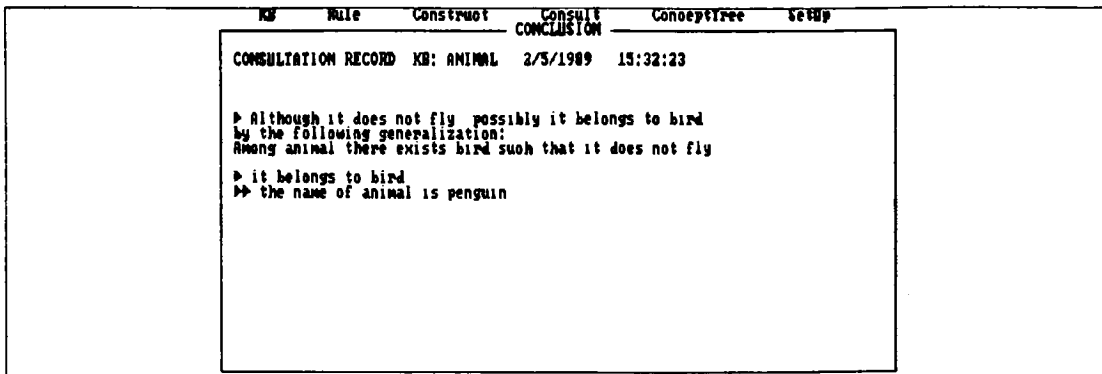 KB Rule Construct Consult ConceptTree SetUp
CONCLUSION
CONSULTATION RECORD KB: ANIMAL 2/5/1989 15:32:23
▶ Although it does not fly possibly it belongs to bird
by the following generalization:
Among animal there exists bird such that it does not fly
▶ it belongs to bird
▶▶ the name of animal is penguin